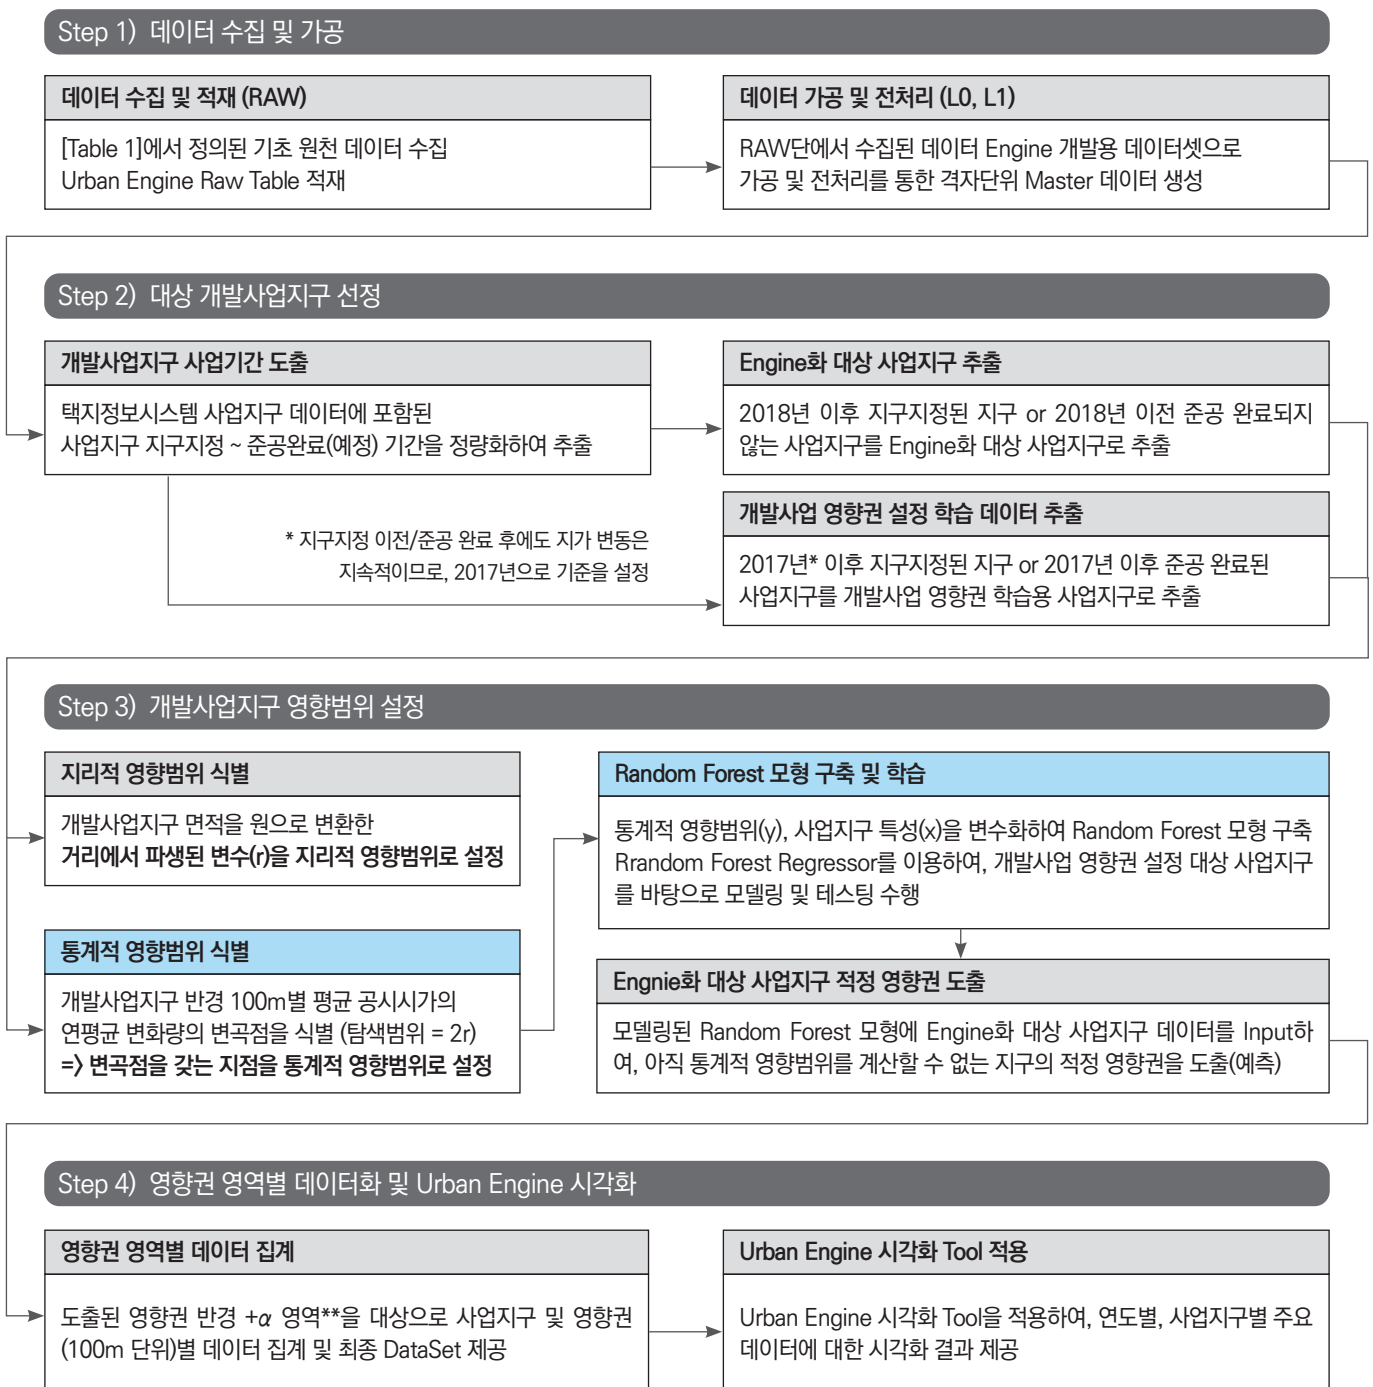 Step 1) 데이터 수집 및 가공
데이터 수집 및 적재 (RAW)
[Table 1]에서 정의된 기초 원천 데이터 수집
Urban Engine Raw Table 적재
데이터 가공 및 전처리 (L0, L1)
RAW단에서 수집된 데이터 Engine 개발용 데이터셋으로
가공 및 전처리를 통한 격자단위 Master 데이터 생성
Step 2) 대상 개발사업지구 선정
개발사업지구 사업기간 도출
택지정보시스템 사업지구 데이터에 포함된
사업지구 지구지정 ~ 준공완료(예정) 기간을 정량화하여 추출
Engine화 대상 사업지구 추출
2018년 이후 지구지정된 지구 or 2018년 이전 준공 완료되지
않는 사업지구를 Engine화 대상 사업지구로 추출
* 지구지정 이전/준공 완료 후에도 지가 변동은
지속적이므로, 2017년으로 기준을 설정
개발사업 영향권 설정 학습 데이터 추출
2017년* 이후 지구지정된 지구 or 2017년 이후 준공 완료된
사업지구를 개발사업 영향권 학습용 사업지구로 추출
Step 3) 개발사업지구 영향범위 설정
지리적 영향범위 식별
개발사업지구 면적을 원으로 변환한
거리에서 파생된 변수(r)을 지리적 영향범위로 설정
통계적 영향범위 식별
개발사업지구 반경 100m별 평균 공시시가의
연평균 변화량의 변곡점을 식별 (탐색범위 = 2r)
=> 변곡점을 갖는 지점을 통계적 영향범위로 설정
Random Forest 모형 구축 및 학습
통계적 영향범위(y), 사업지구 특성(x)을 변수화하여 Random Forest 모형 구축
Rrandom Forest Regressor를 이용하여, 개발사업 영향권 설정 대상 사업지구
를 바탕으로 모델링 및 테스팅 수행
Engnie화 대상 사업지구 적정 영향권 도출
모델링된 Random Forest 모형에 Engine화 대상 사업지구 데이터를 Input하
여, 아직 통계적 영향범위를 계산할 수 없는 지구의 적정 영향권을 도출(예측)
Step 4) 영향권 영역별 데이터화 및 Urban Engine 시각화
영향권 영역별 데이터 집계
도출된 영향권 반경 +α 영역**을 대상으로 사업지구 및 영향권
(100m 단위)별 데이터 집계 및 최종 DataSet 제공
Urban Engine 시각화 Tool 적용
Urban Engine 시각화 Tool을 적용하여, 연도별, 사업지구별 주요
데이터에 대한 시각화 결과 제공